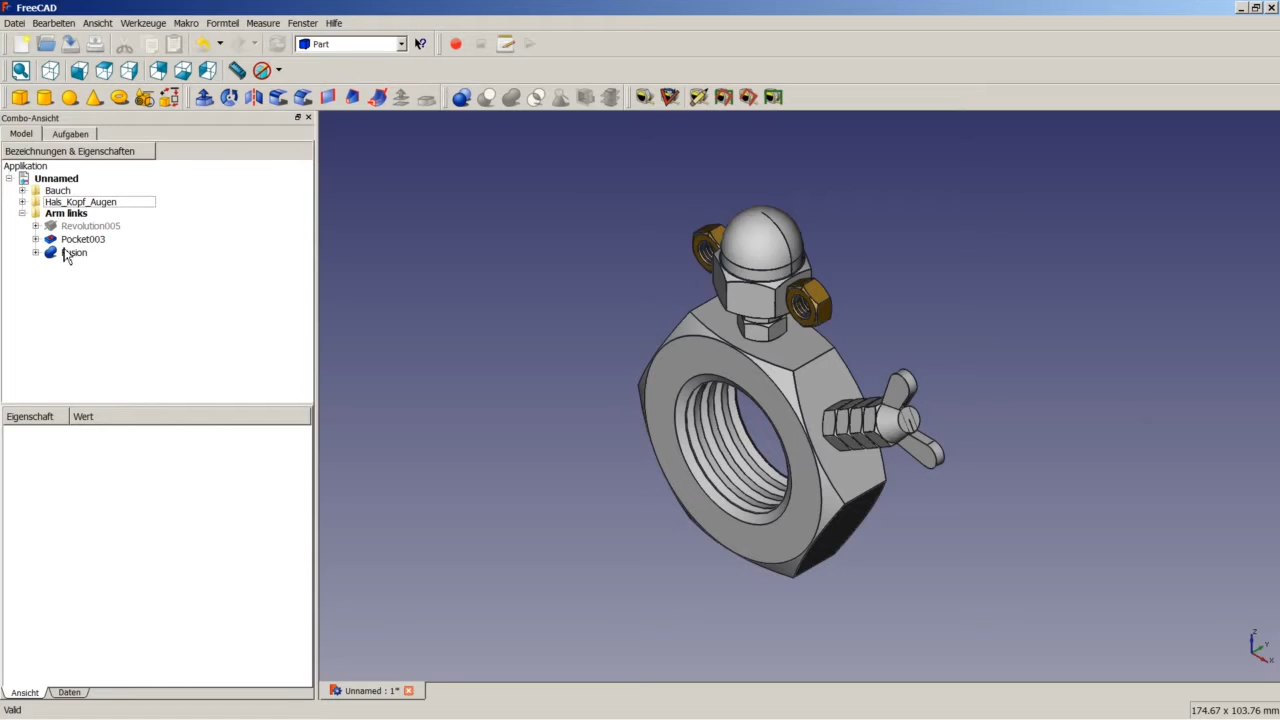 FreeCAD
Datei Bearbeiten Ansicht Werkzeuge Makro Formteil Measure Fenster Hilfe
Part
Combo-Ansicht
Model Aufgaben
Bezeichnungen & Eigenschaften
Applikation
Unnamed
Bauch
Hals_Kopf_Augen
Arm links
Revolution005
Pocket003
Eigenschaft Wert
Z
Y
X
Ansicht Daten
Unnamed : 1*
Valid
174.67 x 103.76 mm